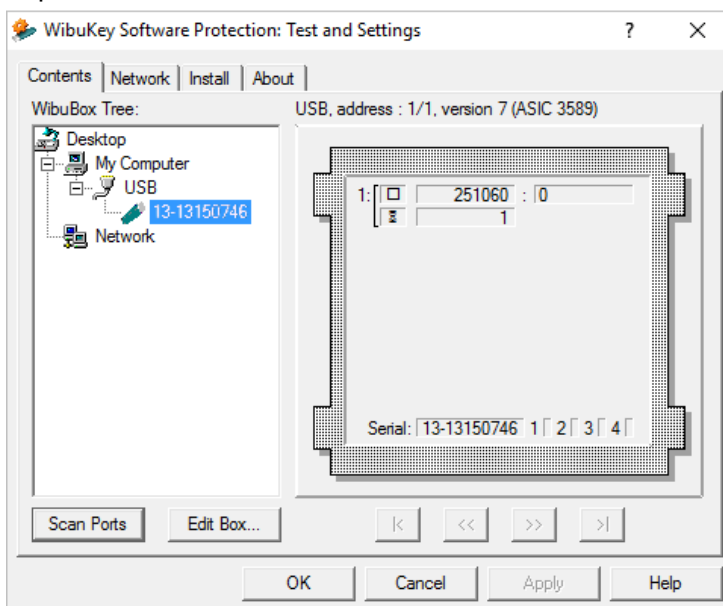 WibuKey Software Protection: Test and Settings ? X
Contents Network Install About
WibuBox Tree: USB, address : 1/1, version 7 (ASIC 3589)
Desktop
My Computer
USB
13-13150746
Network
1: 251060 : 0
1
Serial: 13-13150746 1 2 3 4
Scan Ports Edit Box... |< << >> >|
OK Cancel Apply Help